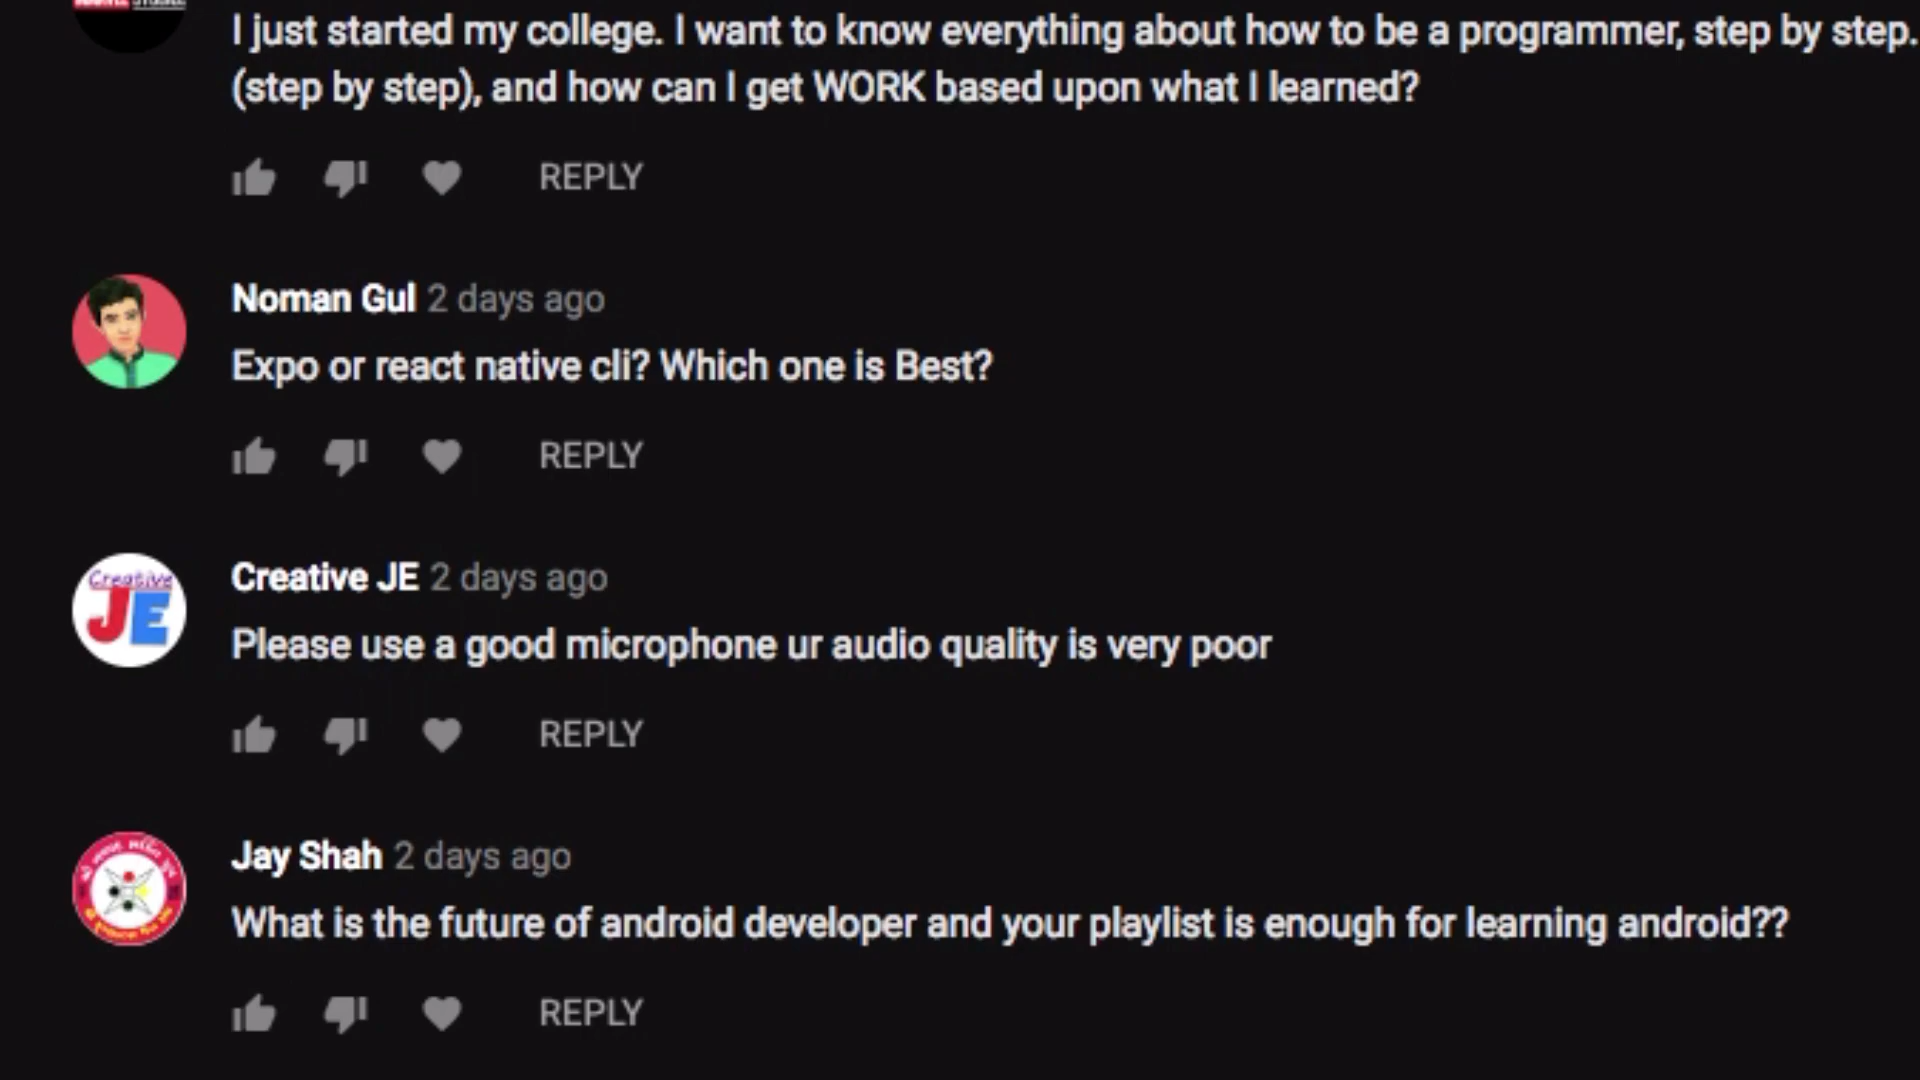 I just started my college. I want to know everything about how to be a programmer, step by step.
(step by step), and how can I get WORK based upon what I learned?
REPLY
Noman Gul 2 days ago
Expo or react native cli? Which one is Best?
REPLY
Creative
JE
Creative JE 2 days ago
Please use a good microphone ur audio quality is very poor
REPLY
Jay Shah 2 days ago
What is the future of android developer and your playlist is enough for learning android??
REPLY